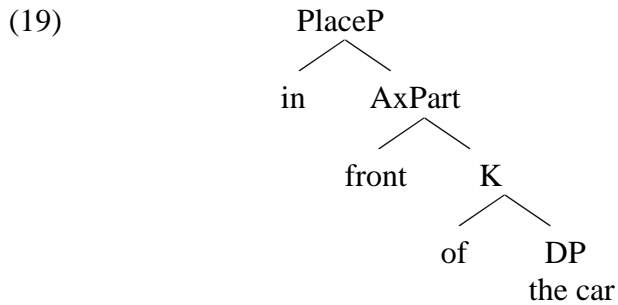 (19) PlaceP
in AxPart
front K
of DP
the car